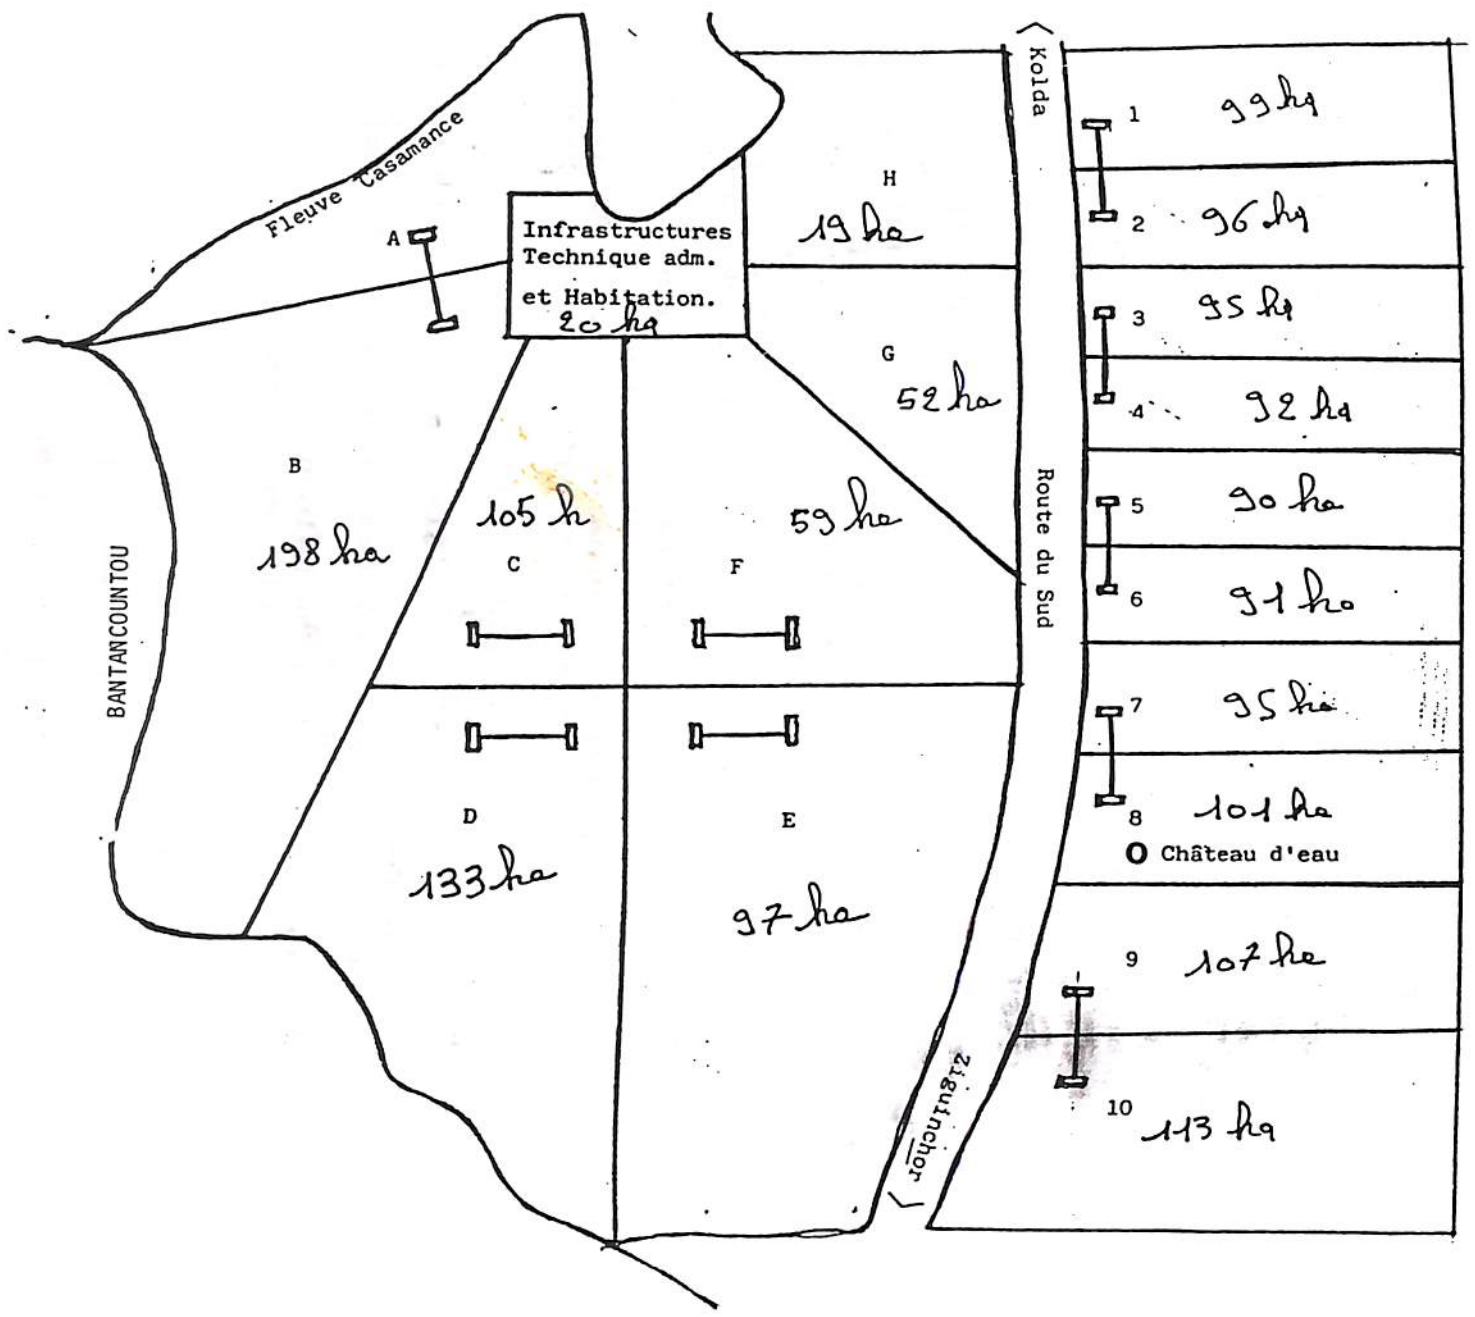 Fleuve Casamance
A
Infrastructures
Technique adm.
et Habitation.
20 ha
H
19 ha
G
52 ha
B
198 ha
BANTANCOUNTOU
105 h
C
59 ha
F
D
133 ha
E
97 ha
Kolda
Route du Sud
Ziguinchor
1 99 ha
2 96 ha
3 95 ha
4 92 ha
5 90 ha
6 91 ha
7 95 ha
8 101 ha
O Château d'eau
9 107 ha
10 113 ha